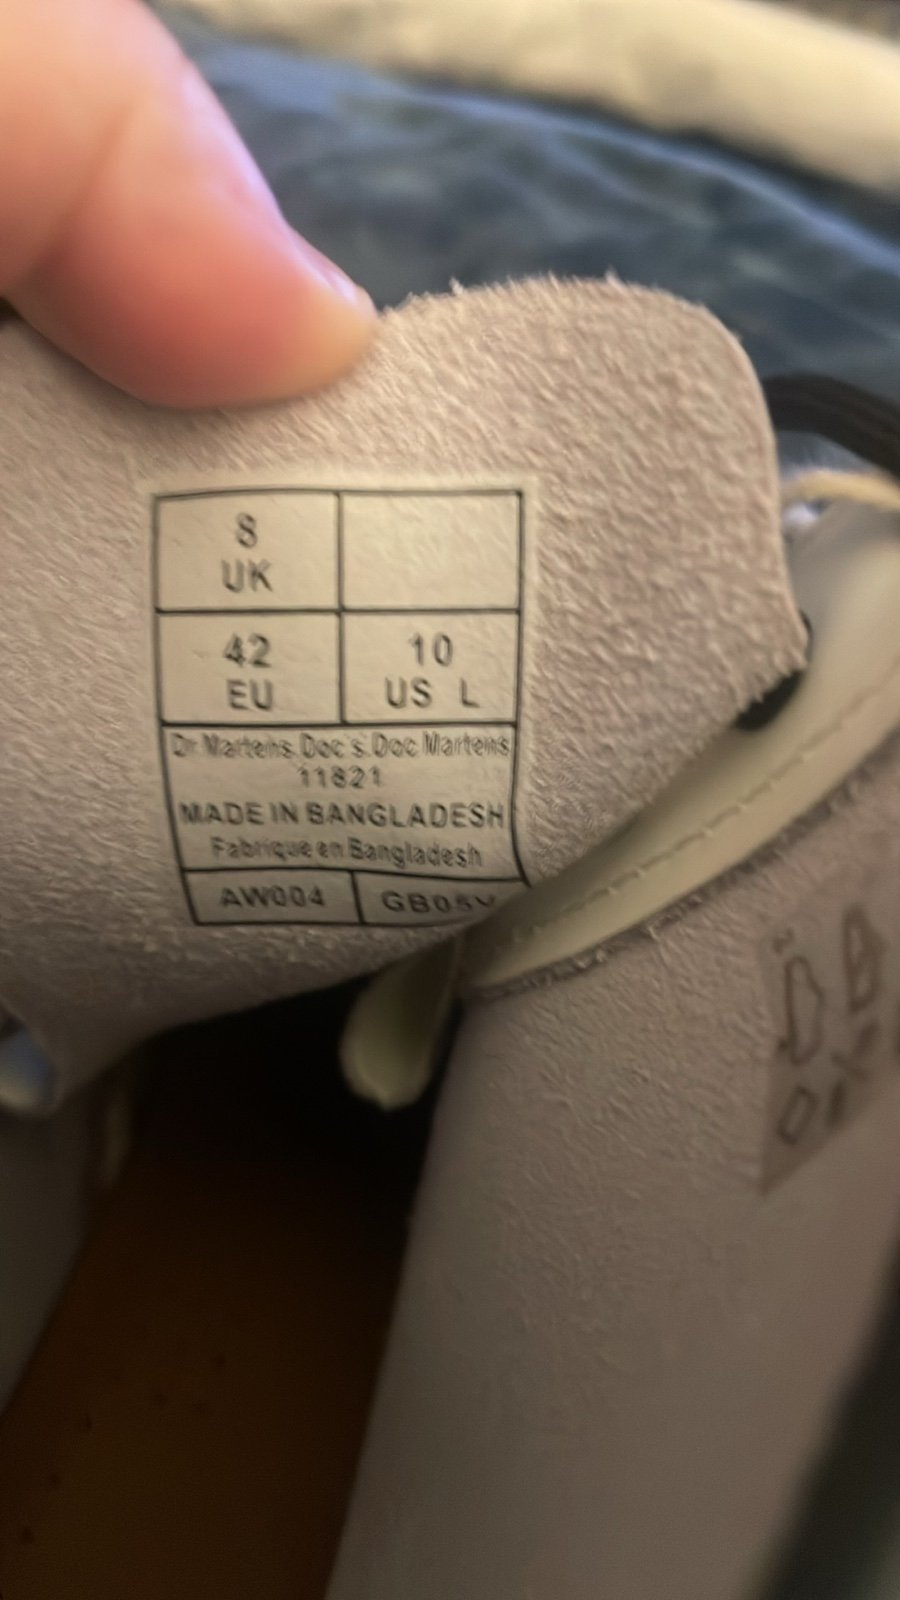 8
UK
42
EU
10
US L
Dr.Martens.Doc's.Doc Martens
11821
MADE IN BANGLADESH
Fabrique en Bangladesh
AW004
GB05V